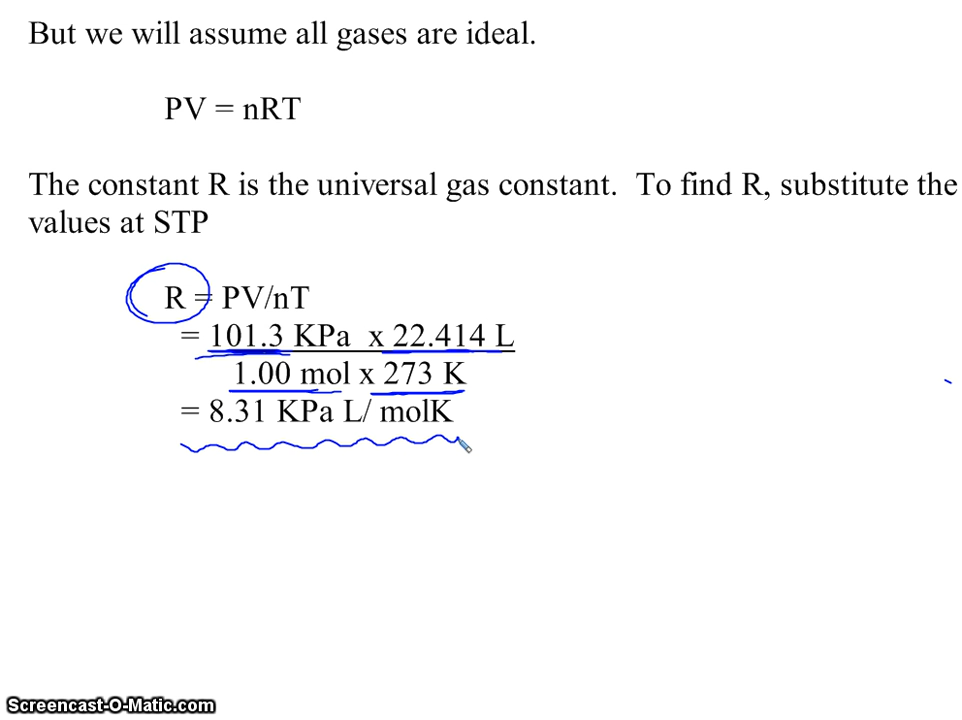 But we will assume all gases are ideal.
PV = nRT
The constant R is the universal gas constant.  To find R, substitute the
values at STP
R = PV/nT
= 101.3 KPa  x 22.414 L
1.00 mol x 273 K
= 8.31 KPa L/ molK
Screencast-O-Matic.com